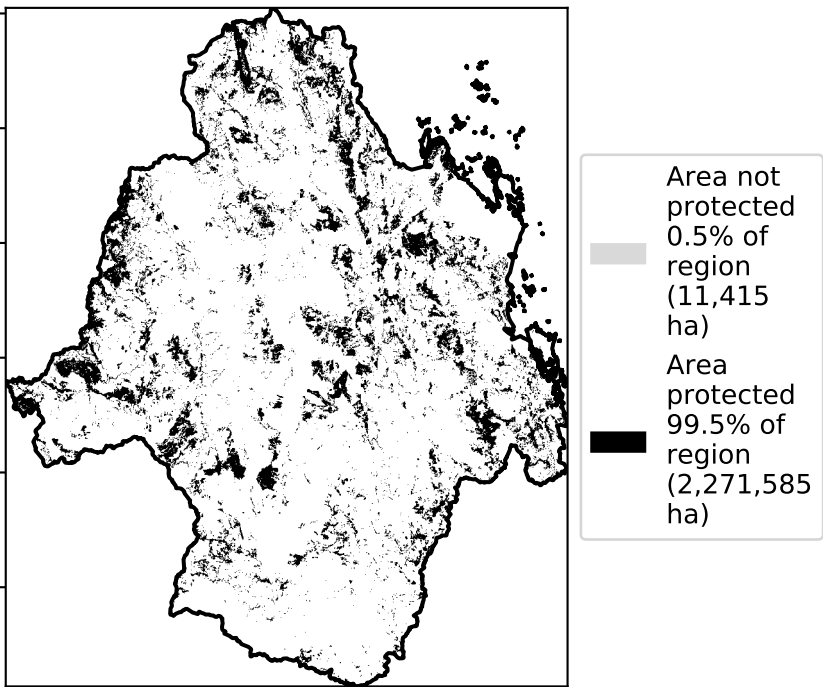 Area not
protected
0.5% of
region
(11,415
ha)
Area
protected
99.5% of
region
(2,271,585
ha)